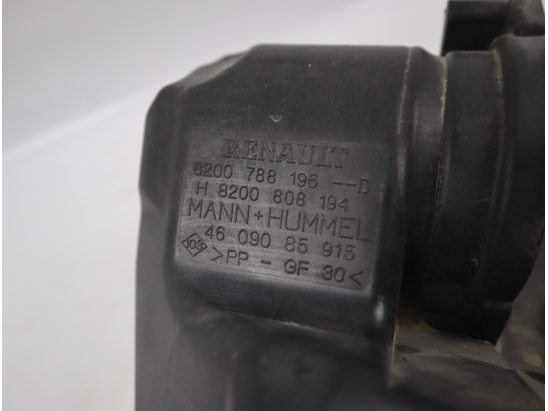 RENAULT
8200 788 196 --D
H 8200 808 194
MANN+HUMMEL
46 090 85 915
>PP - GF 30<